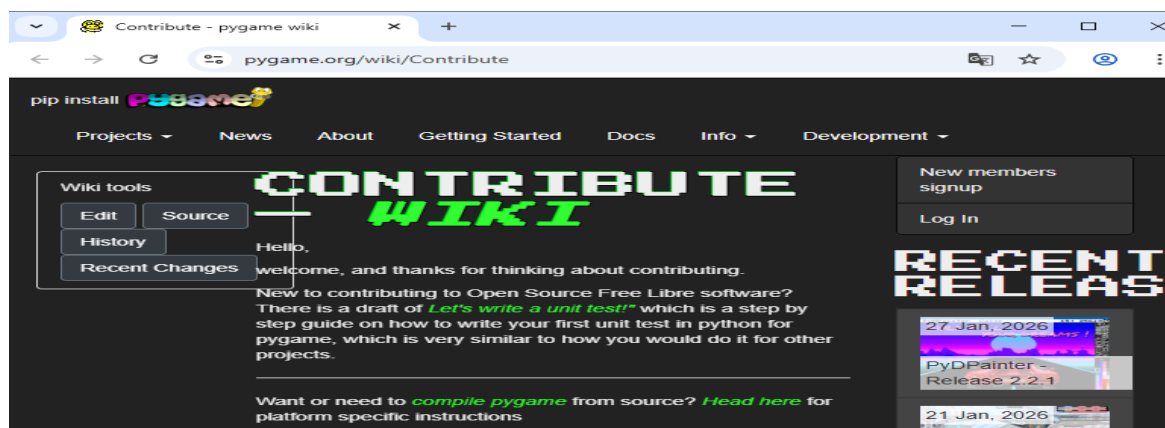 Contribute - pygame wiki
pygame.org/wiki/Contribute
pip install pygame
Projects News About Getting Started Docs Info Development
Wiki tools
Edit Source
History
Recent Changes
CONTRIBUTE
— WIKI
Hello,
welcome, and thanks for thinking about contributing.
New to contributing to Open Source Free Libre software?
There is a draft of Let's write a unit test!" which is a step by
step guide on how to write your first unit test in python for
pygame, which is very similar to how you would do it for other
projects.
Want or need to compile pygame from source? Head here for
platform specific instructions
New members
signup
Log In
RECENT
RELEAS
27 Jan, 2026
PyDPainter -
Release 2.2.1
21 Jan, 2026